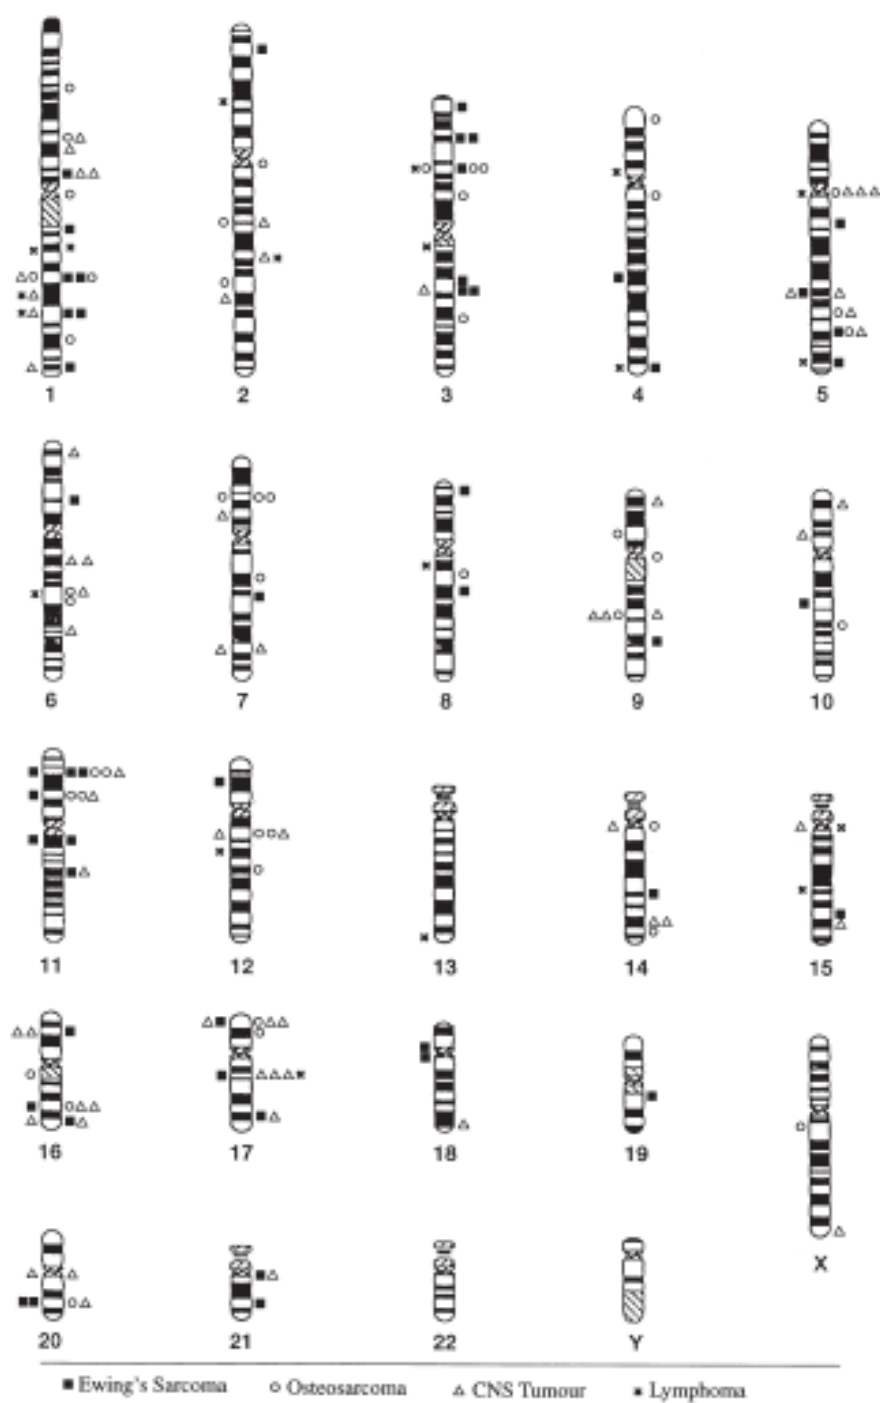 1 2 3 4 5
6 7 8 9 10
11 12 13 14 15
16 17 18 19
X
20 21 22 Y
Ewing's Sarcoma Osteosarcoma CNS Tumour Lymphoma